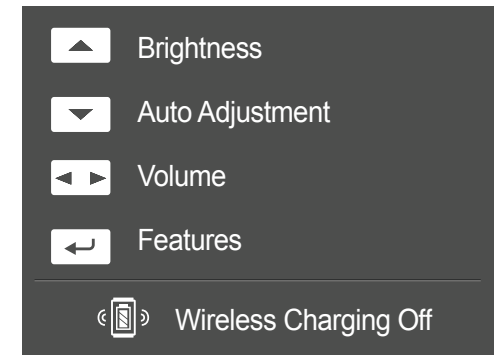 Brightness
Auto Adjustment
Volume
Features
Wireless Charging Off